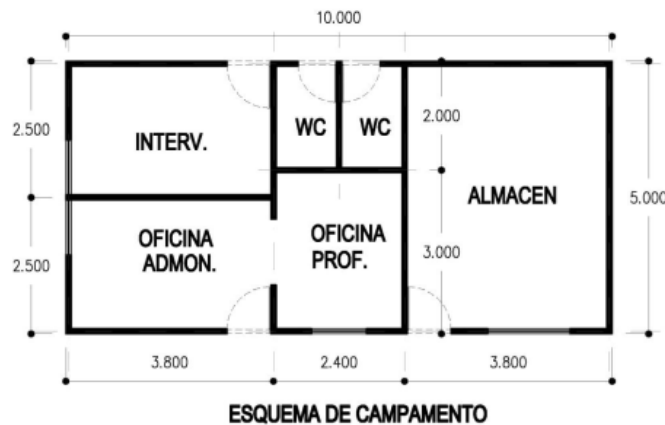 10.000
2.500
INTERV.
WC
WC
2.000
ALMACEN
5.000
2.500
OFICINA
ADMON.
OFICINA
PROF.
3.000
3.800
2.400
3.800
ESQUEMA DE CAMPAMENTO